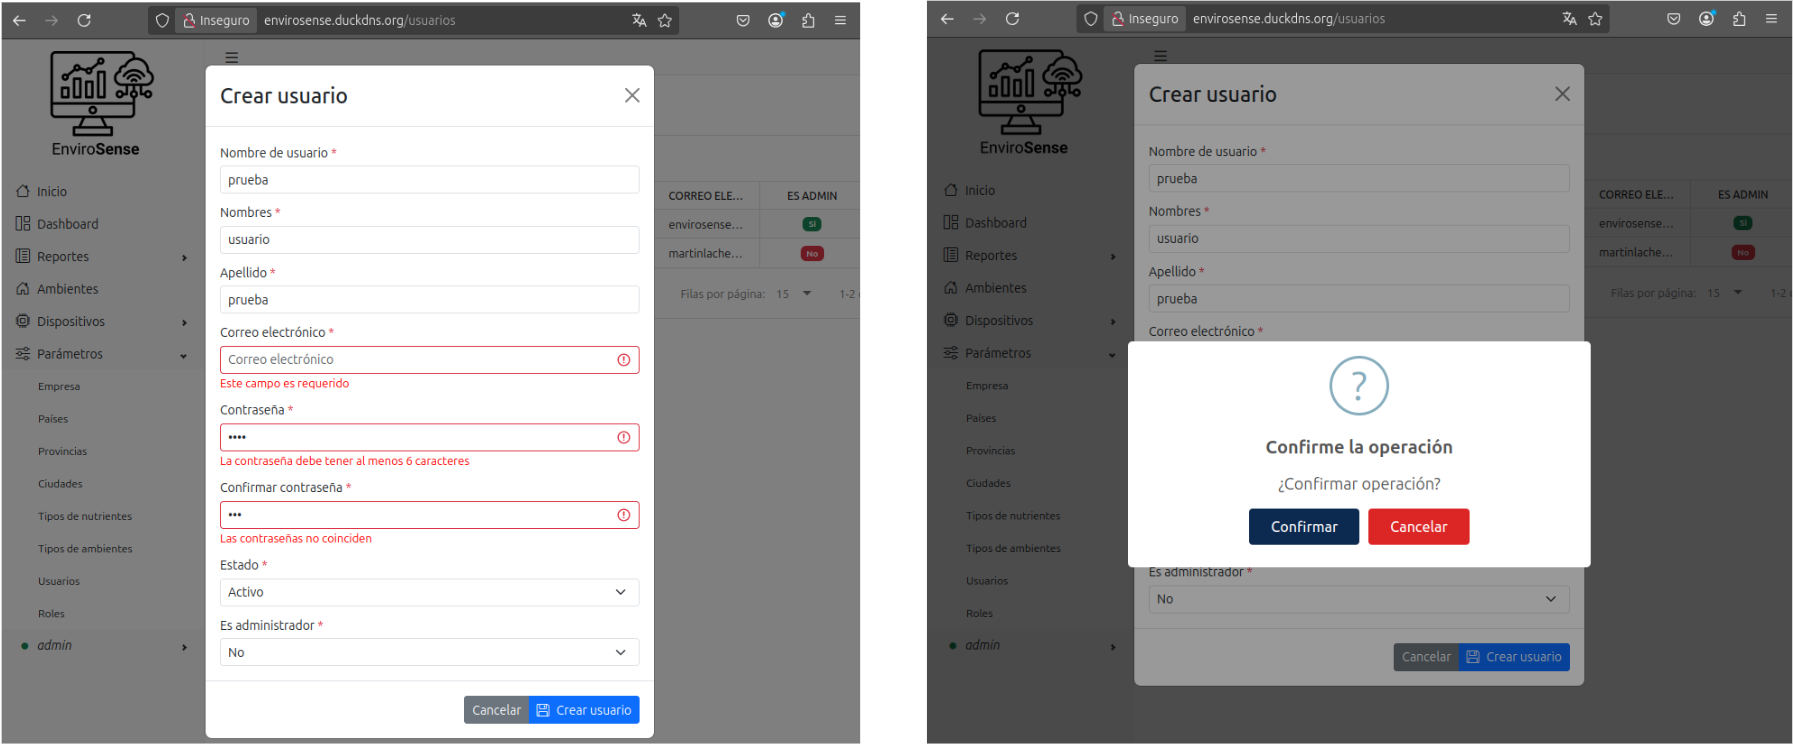 Inseguro envirosense.duckdns.org/usuarios
EnviroSense
Inicio
Dashboard
Reportes
Ambientes
Dispositivos
Parámetros
Empresa
Países
Provincias
Ciudades
Tipos de nutrientes
Tipos de ambientes
Usuarios
Roles
admin
Crear usuario
Nombre de usuario *
prueba
Nombres *
usuario
Apellido *
prueba
Correo electrónico *
Correo electrónico
Este campo es requerido
Contraseña *
••••
La contraseña debe tener al menos 6 caracteres
Confirmar contraseña *
•••
Las contraseñas no coinciden
Estado *
Activo
Es administrador *
No
Cancelar Crear usuario
CORREO ELE... ES ADMIN
envirosense... Sí
martinlache... No
Filas por página: 15 1-2
Inseguro envirosense.duckdns.org/usuarios
EnviroSense
Inicio
Dashboard
Reportes
Ambientes
Dispositivos
Parámetros
Empresa
Países
Provincias
Ciudades
Tipos de nutrientes
Tipos de ambientes
Usuarios
Roles
admin
Crear usuario
Nombre de usuario *
prueba
Nombres *
usuario
Apellido *
prueba
Correo electrónico *
?
Confirme la operación
¿Confirmar operación?
Confirmar Cancelar
Es administrador *
No
Cancelar Crear usuario
CORREO ELE... ES ADMIN
envirosense... Sí
martinlache... No
Filas por página: 15 1-2